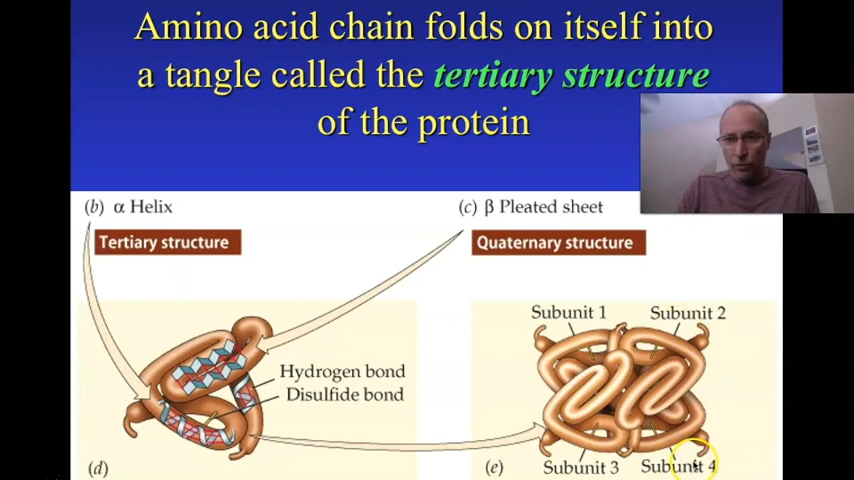 Amino acid chain folds on itself into
a tangle called the tertiary structure
of the protein
(b) α Helix
(c) β Pleated sheet
Tertiary structure
Quaternary structure
Subunit 1
Subunit 2
Hydrogen bond
Disulfide bond
(d)
(e)
Subunit 3
Subunit 4